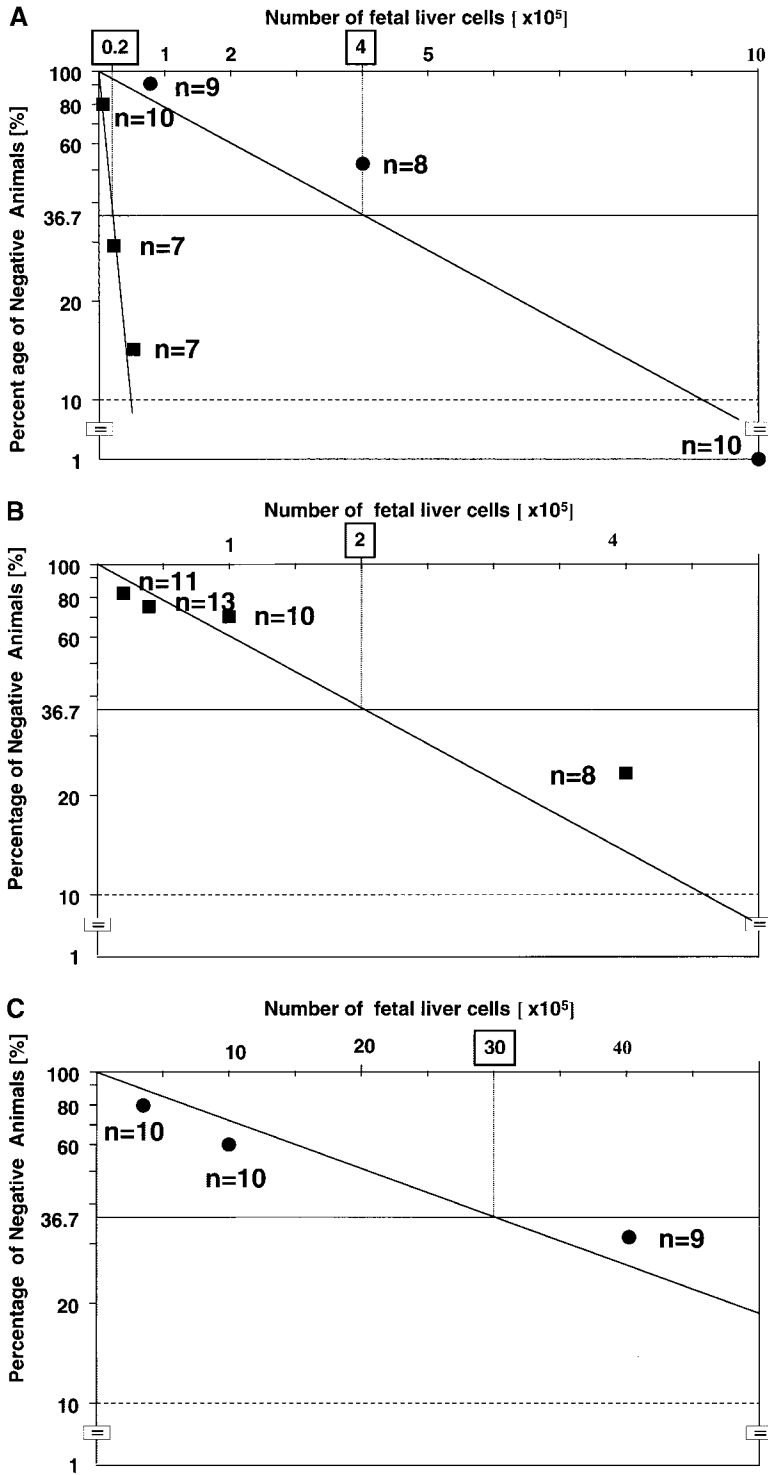 A
Number of fetal liver cells [ x10⁵]
0.2 1 2 4 5 10
Percent age of Negative Animals [%]
100
n=9
80
n=10
60
n=8
36.7
n=7
20
n=7
10
= =
n=10
1
B
Number of fetal liver cells [ x10⁵]
1 2 4
Percentage of Negative Animals [%]
100
n=11
80
n=13
n=10
60
36.7
n=8
20
10
= =
1
C
Number of fetal liver cells [ x10⁵]
10 20 30 40
Percentage of Negative Animals [%]
100
80
n=10
60
n=10
36.7
n=9
20
10
= =
1